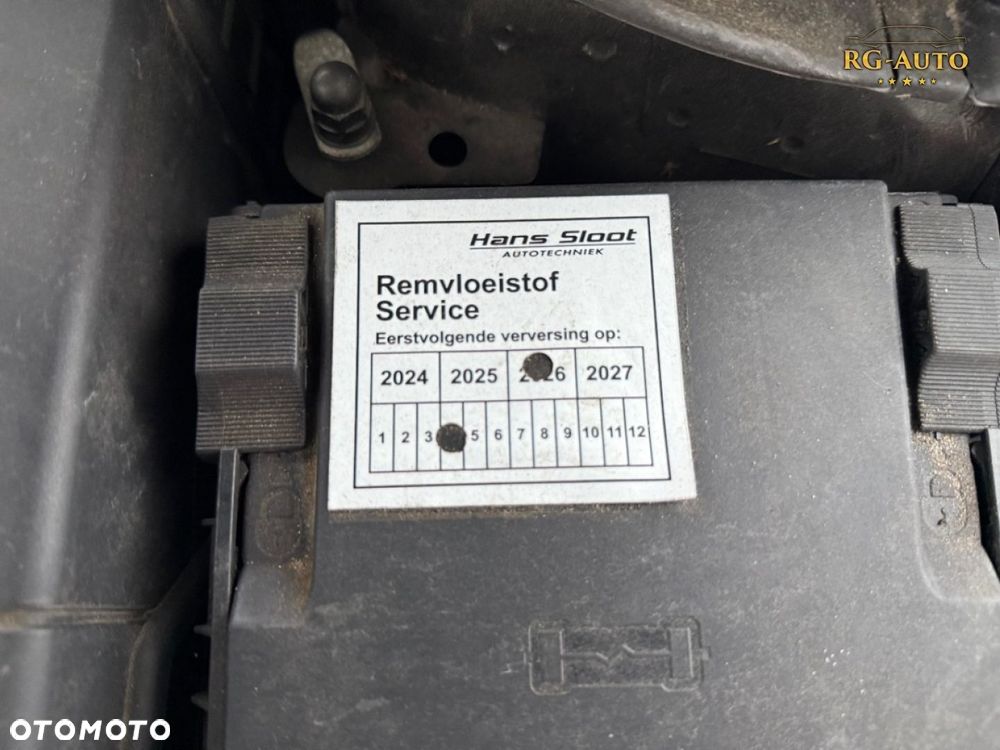 RG-AUTO
Hans Sloot
AUTOTECHNIEK
Remvloeistof
Service
Eerstvolgende verversing op:
2024 2025 2026 2027
1 2 3 5 6 7 8 9 10 11 12
OTOMOTO